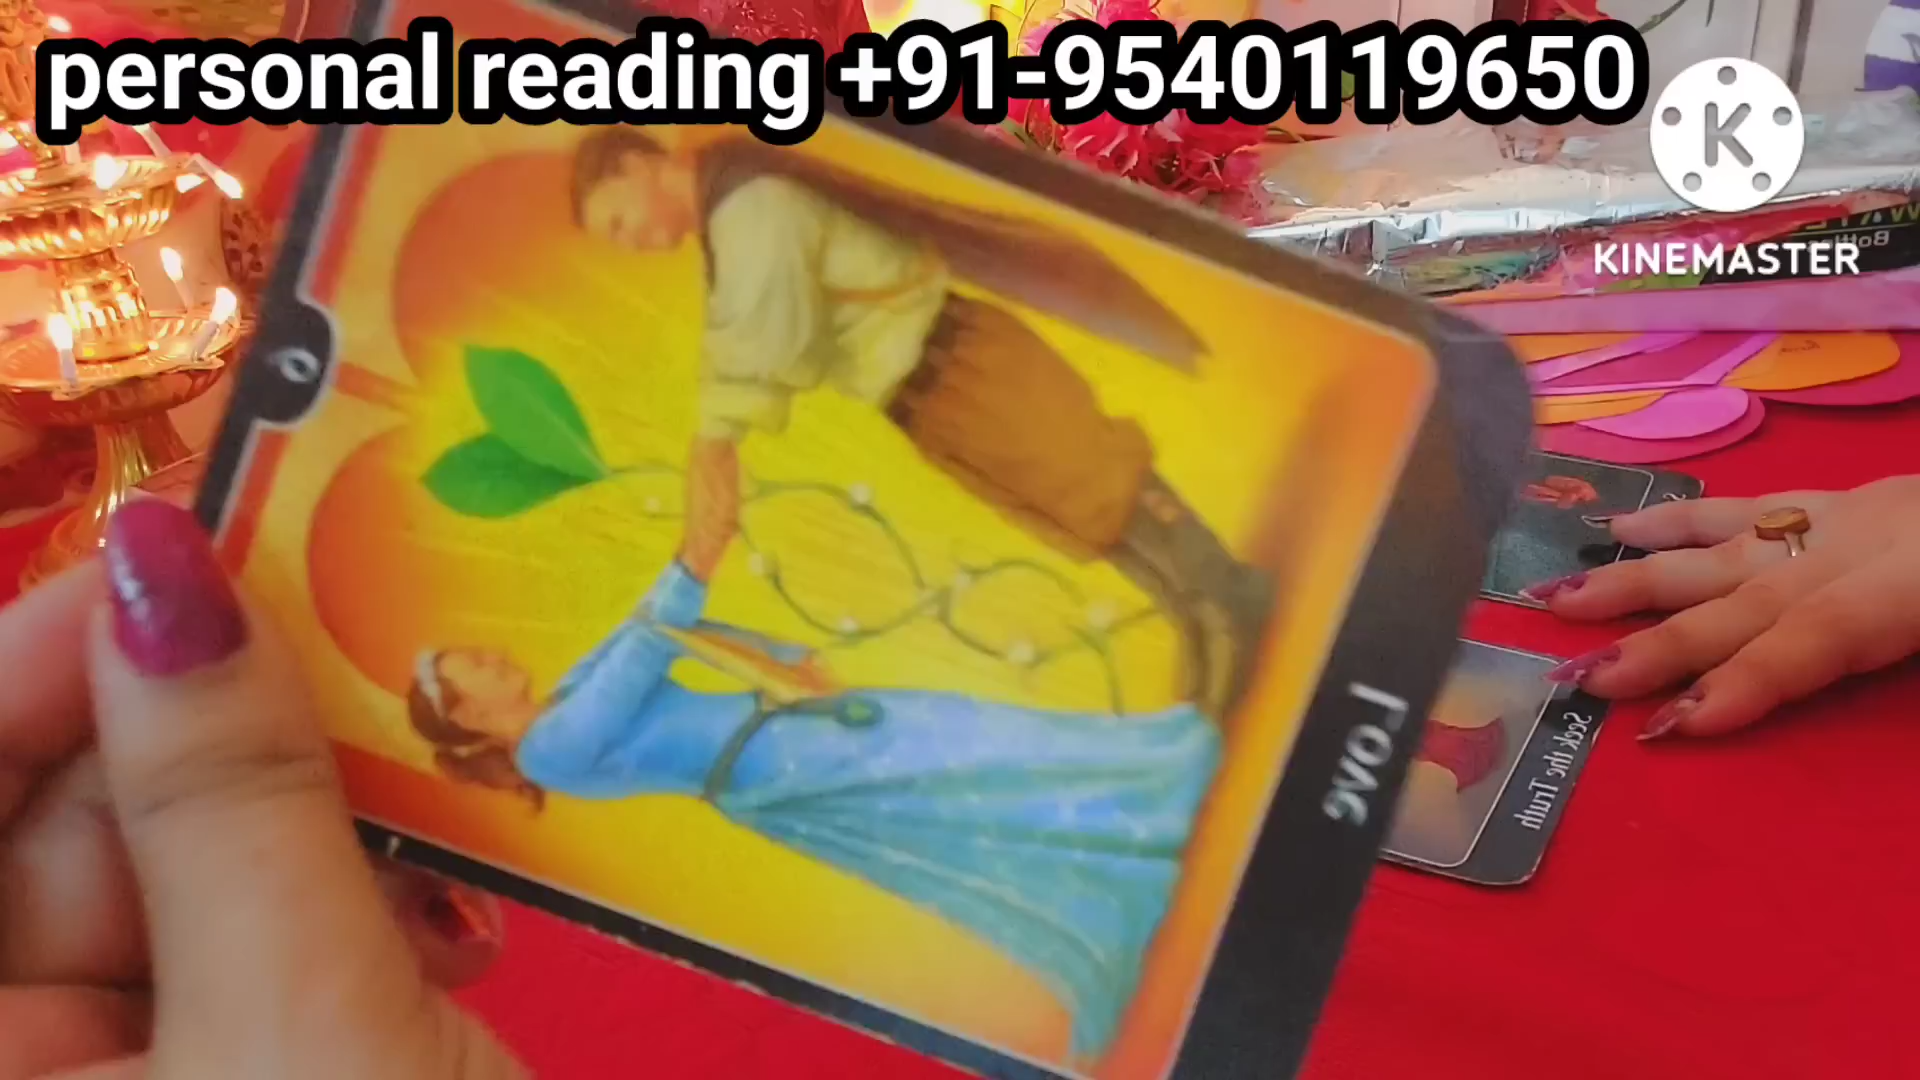 personal reading +91-9540119650
K
KINEMASTER
Love
Seek the Truth